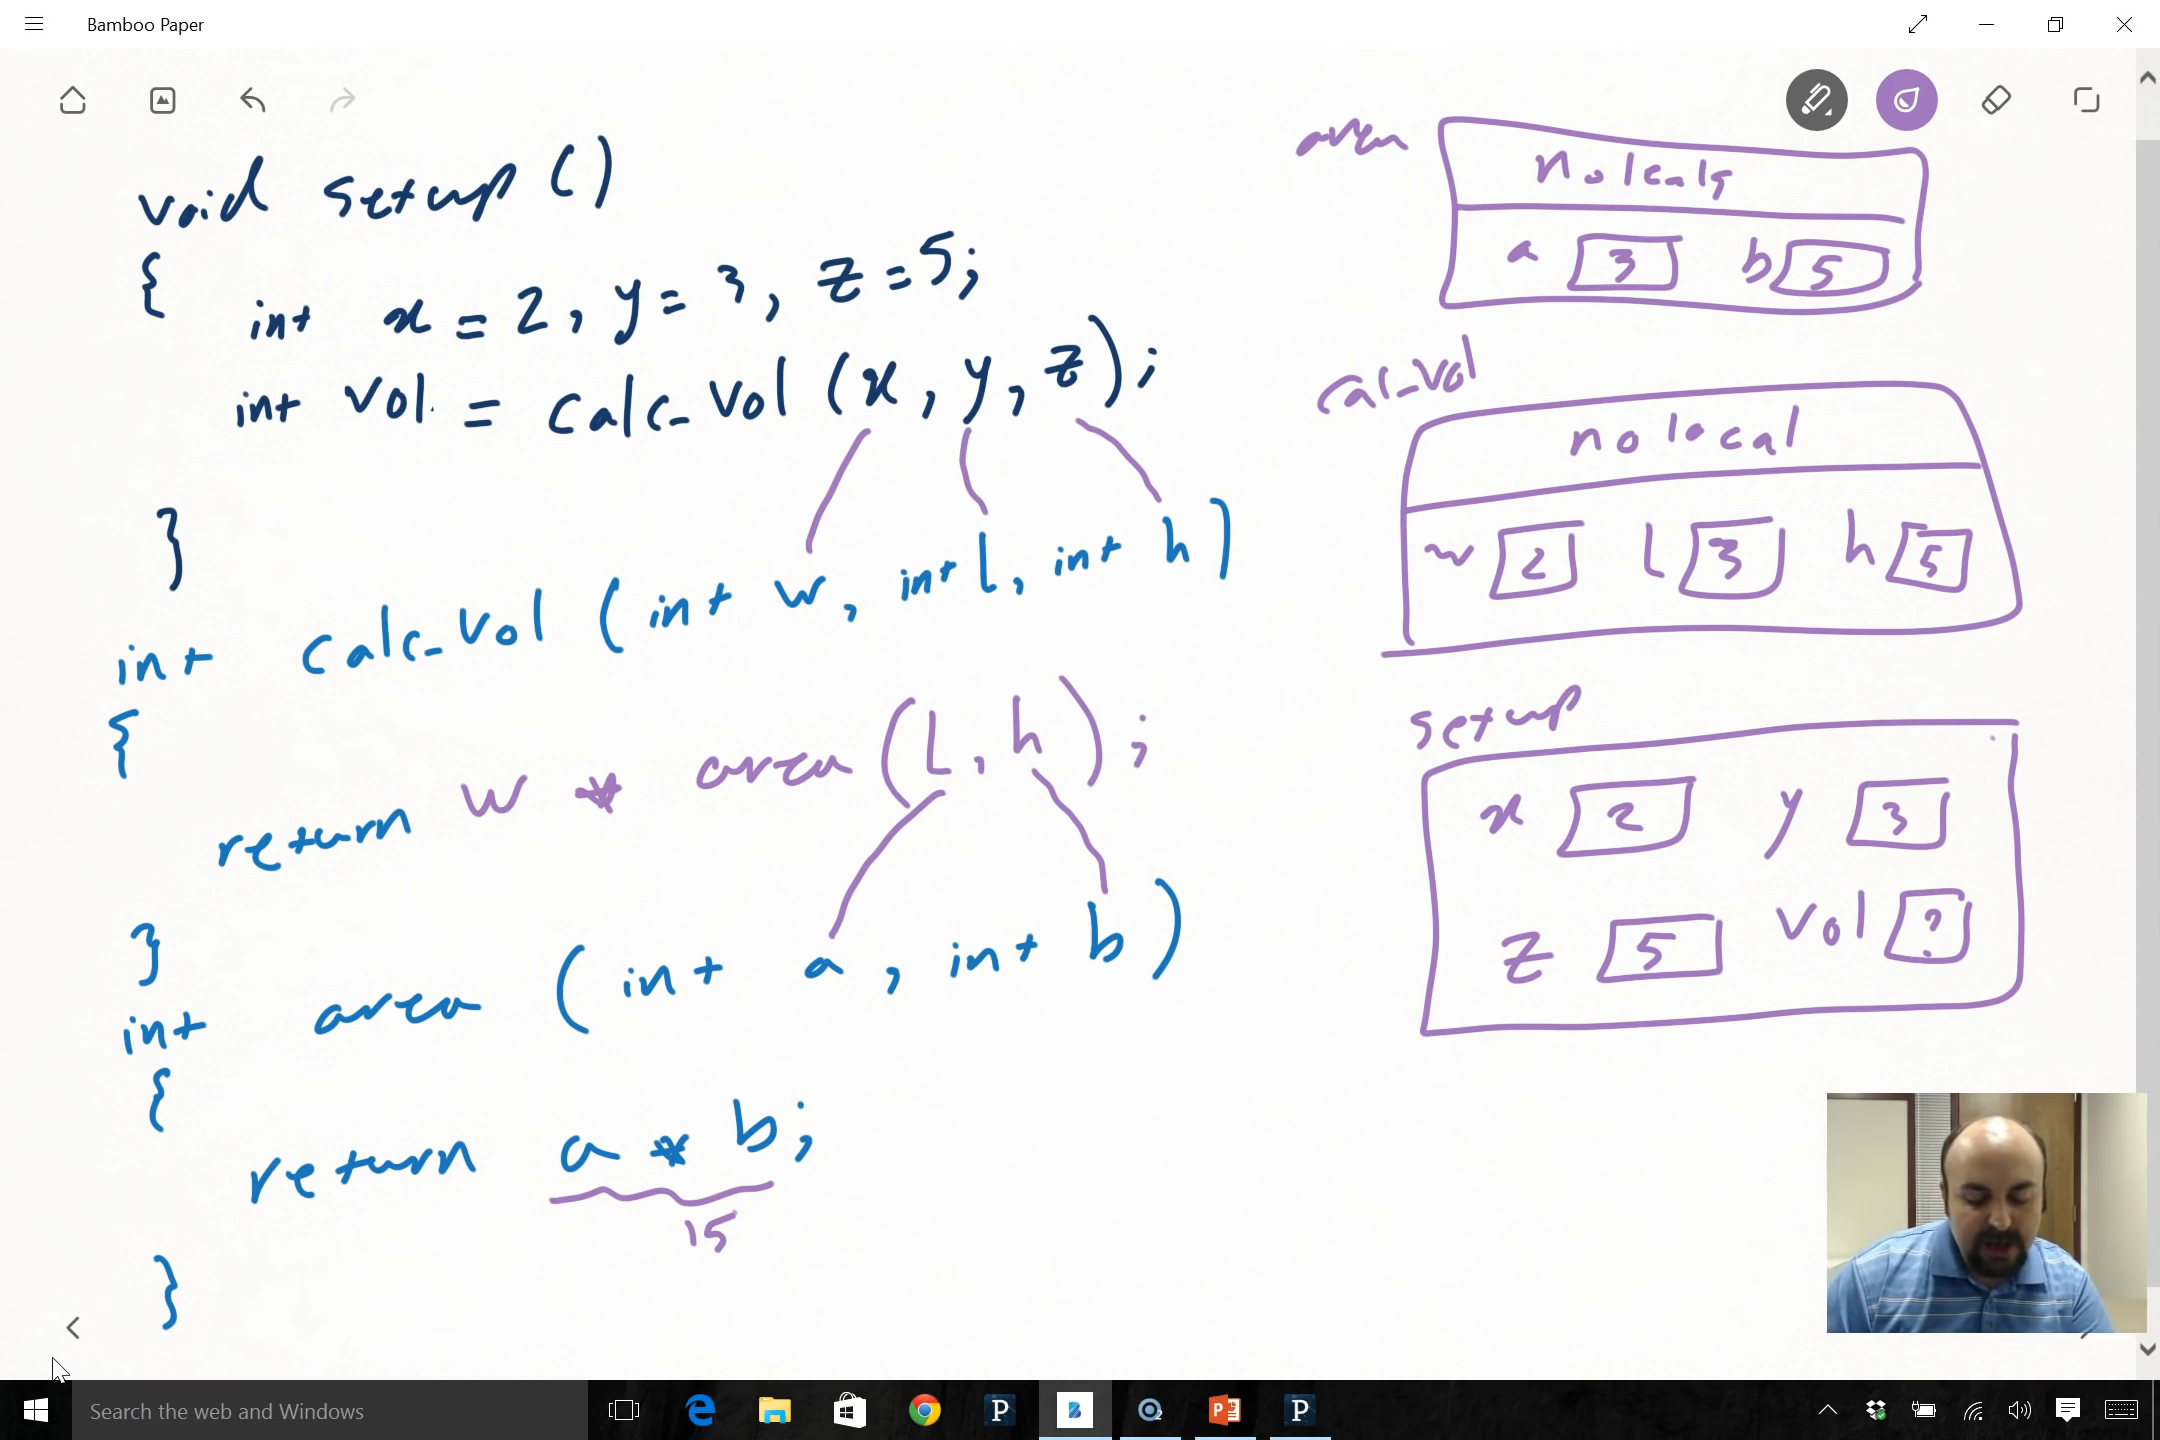 Bamboo Paper
void setup ()
{
int x = 2, y = 3, z = 5;
int vol = calc_vol (x, y, z);
}
int calc_vol (int w, int l, int h)
{
return w * area (l, h);
}
int area (int a, int b)
{
return a * b;
15
}
area
no locals
a 3 b 5
calc_vol
no local
w 2 l 3 h 5
setup
x 2 y 3
z 5 vol ?
Search the web and Windows